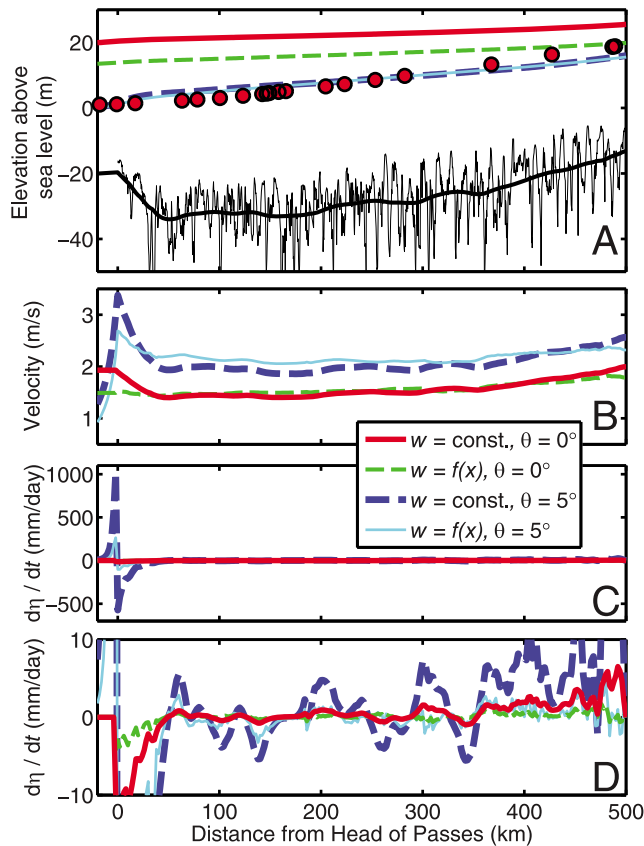 Elevation above
sea level (m)
20
0
−20
−40
A
Velocity (m/s)
3
2
1
B
w = const., θ = 0°
w = f(x), θ = 0°
w = const., θ = 5°
w = f(x), θ = 5°
dη / dt (mm/day)
1000
500
0
−500
C
dη / dt (mm/day)
10
0
−10
D
0 100 200 300 400 500
Distance from Head of Passes (km)